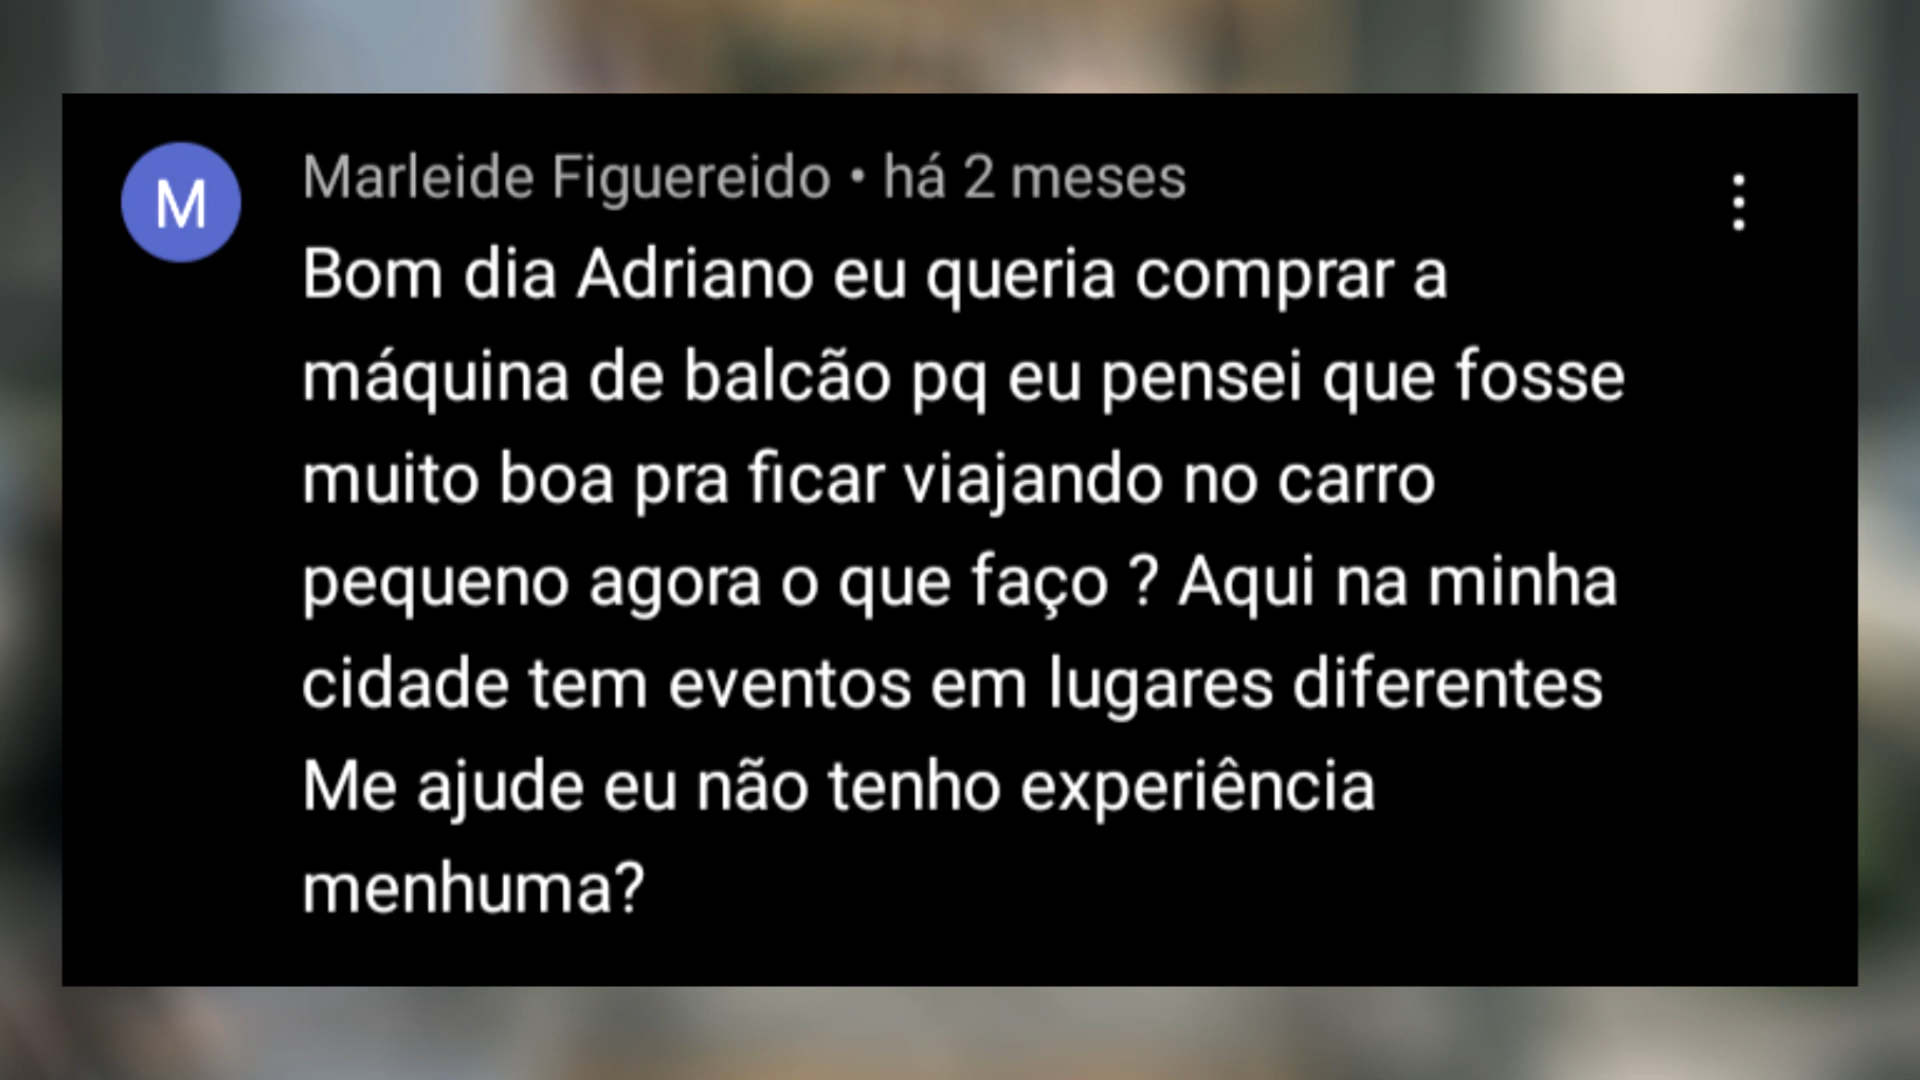 M
Marleide Figuereido • há 2 meses
Bom dia Adriano eu queria comprar a
máquina de balcão pq eu pensei que fosse
muito boa pra ficar viajando no carro
pequeno agora o que faço ? Aqui na minha
cidade tem eventos em lugares diferentes
Me ajude eu não tenho experiência
menhuma?